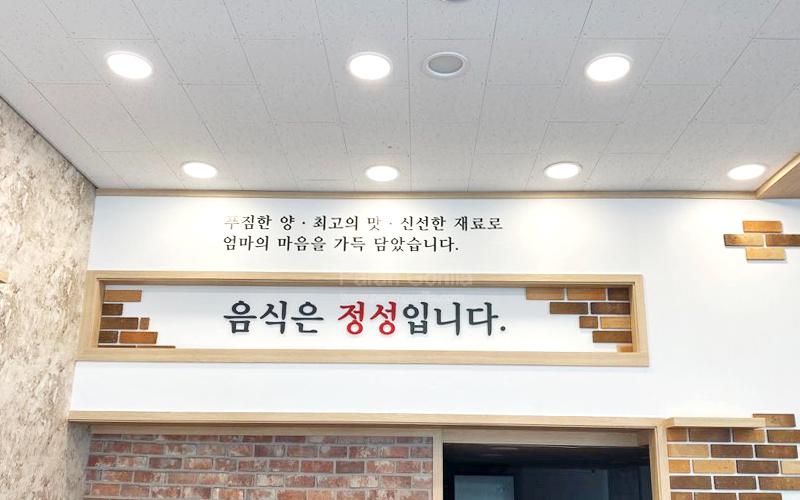 푸짐한 양 · 최고의 맛 · 신선한 재료로
엄마의 마음을 가득 담았습니다.
음식은 정성입니다.